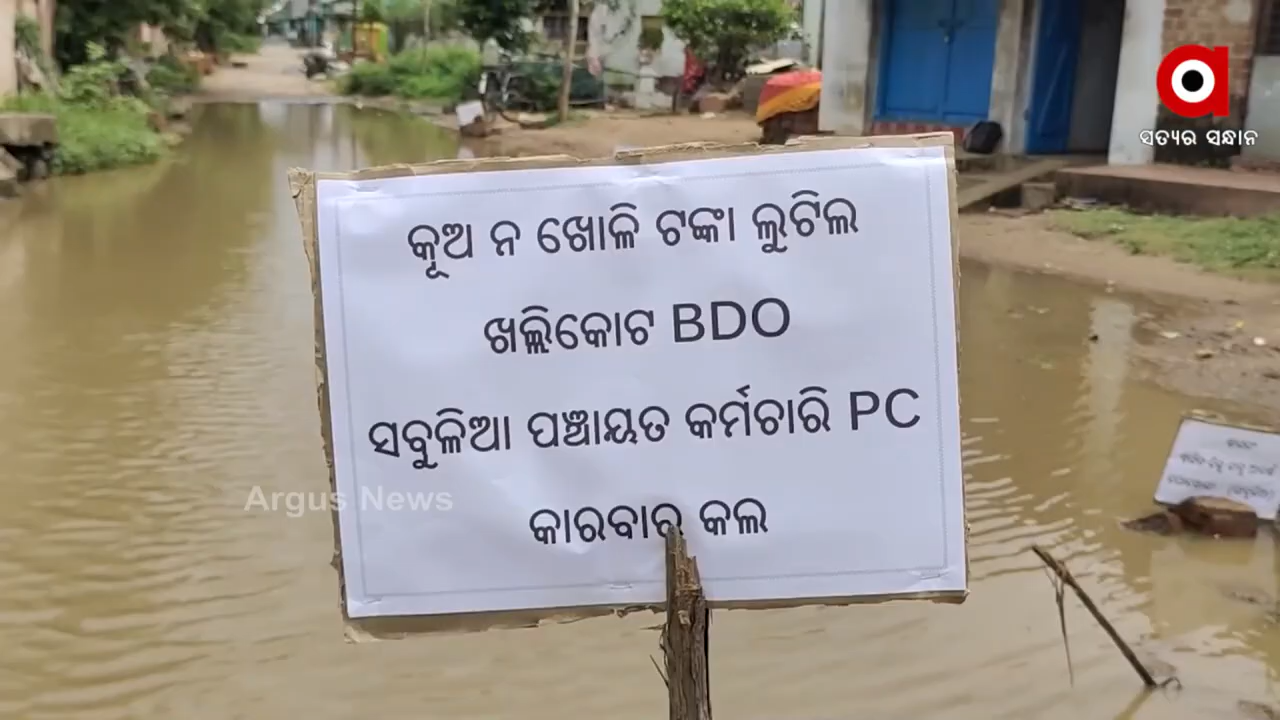 ସତ୍ୟର ସନ୍ଧାନ
କୂଅ ନ ଖୋଳି ଟଙ୍କା ଲୁଟିଲ
ଖଲ୍ଲିକୋଟ BDO
ସବୁଳିଆ ପଞ୍ଚାୟତ କର୍ମଚାରି PC
Argus News
କାରବାର କଲ